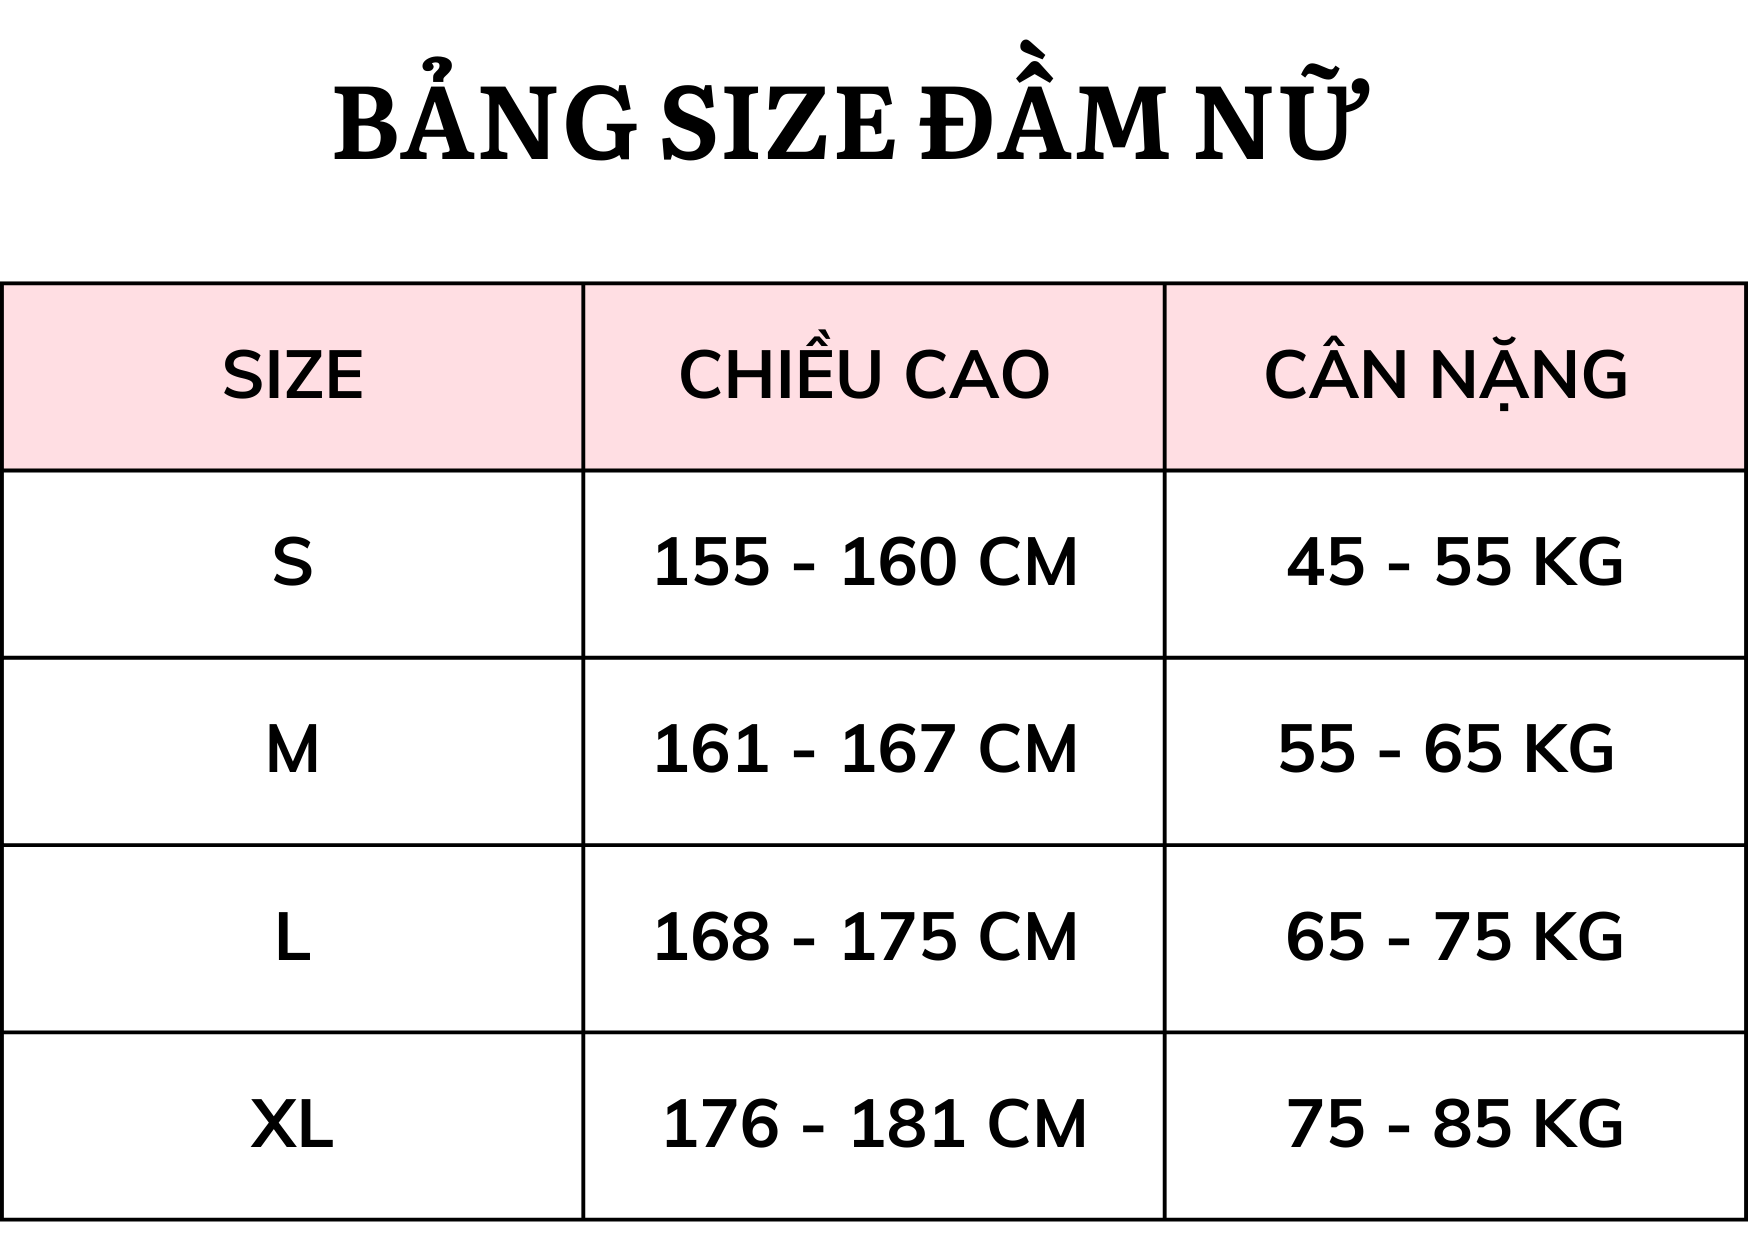 BẢNG SIZE ĐẦM NỮ
SIZE CHIỀU CAO CÂN NẶNG
S 155 - 160 CM 45 - 55 KG
M 161 - 167 CM 55 - 65 KG
L 168 - 175 CM 65 - 75 KG
XL 176 - 181 CM 75 - 85 KG